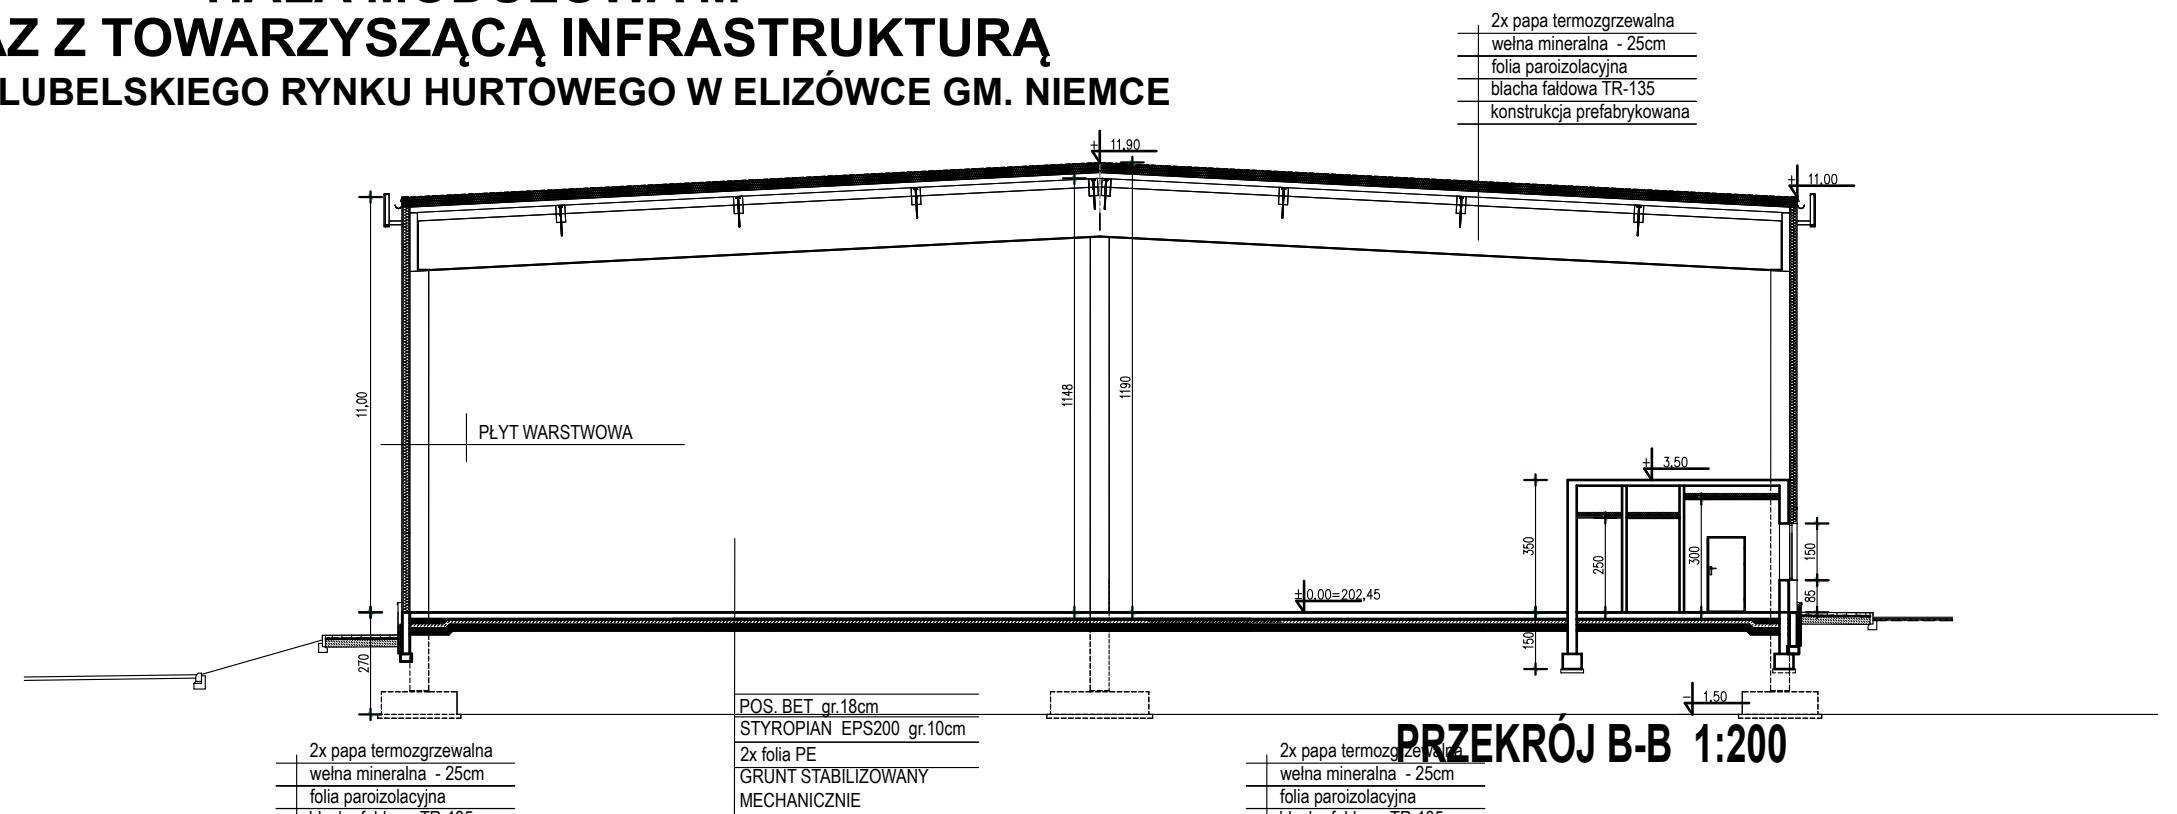 AZ Z TOWARZYSZĄCĄ INFRASTRUKTURĄ
LUBELSKIEGO RYNKU HURTOWEGO W ELIZÓWCE GM. NIEMCE
2x papa termozgrzewalna
wełna mineralna - 25cm
folia paroizolacyjna
blacha fałdowa TR-135
konstrukcja prefabrykowana
± 11,90
± 11,00
11,00
1148
1190
PŁYT WARSTWOWA
± 3,50
350
250
300
150
85
±0,00=202,45
270
150
- 1,50
POS. BET gr.18cm
STYROPIAN EPS200 gr.10cm
2x folia PE
GRUNT STABILIZOWANY
MECHANICZNIE
PRZEKRÓJ B-B 1:200
2x papa termozgrzewalna
wełna mineralna - 25cm
folia paroizolacyjna
2x papa termozgrzewalna
wełna mineralna - 25cm
folia paroizolacyjna